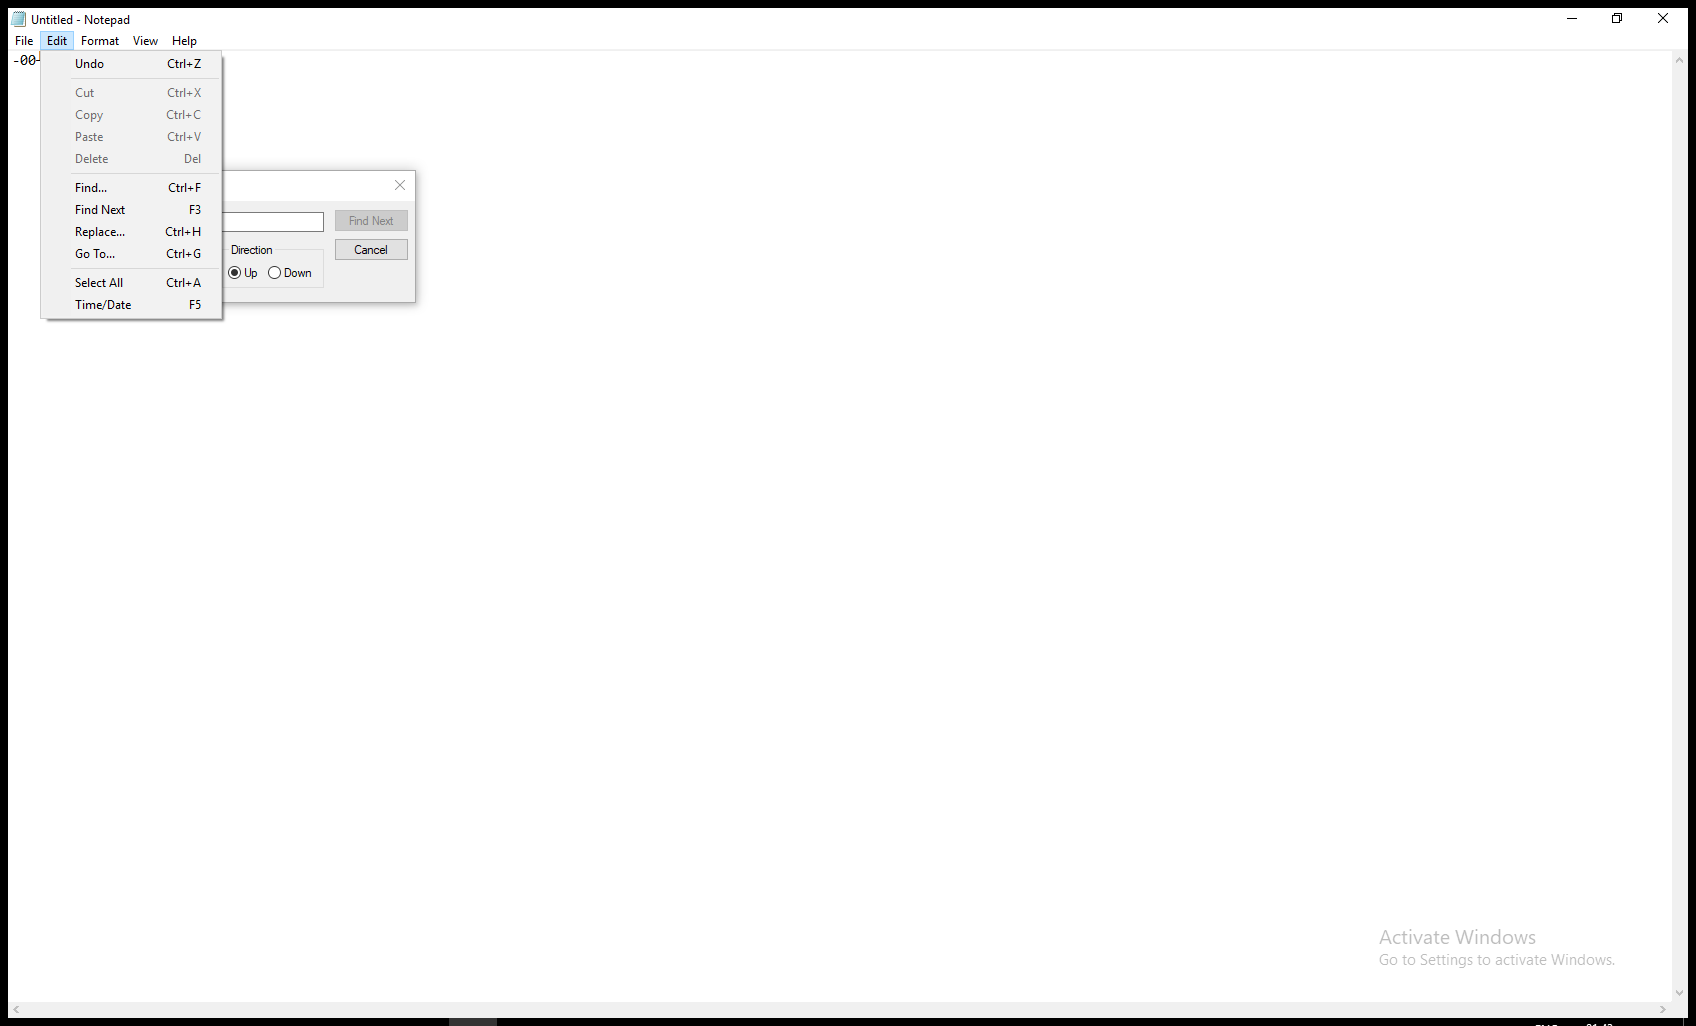 Untitled - Notepad
File Edit Format View Help
-00-
Undo Ctrl+Z
Cut Ctrl+X
Copy Ctrl+C
Paste Ctrl+V
Delete Del
Find... Ctrl+F
Find Next F3
Replace... Ctrl+H
Go To... Ctrl+G
Select All Ctrl+A
Time/Date F5
Find Next
Direction
Cancel
Up Down
Activate Windows
Go to Settings to activate Windows.